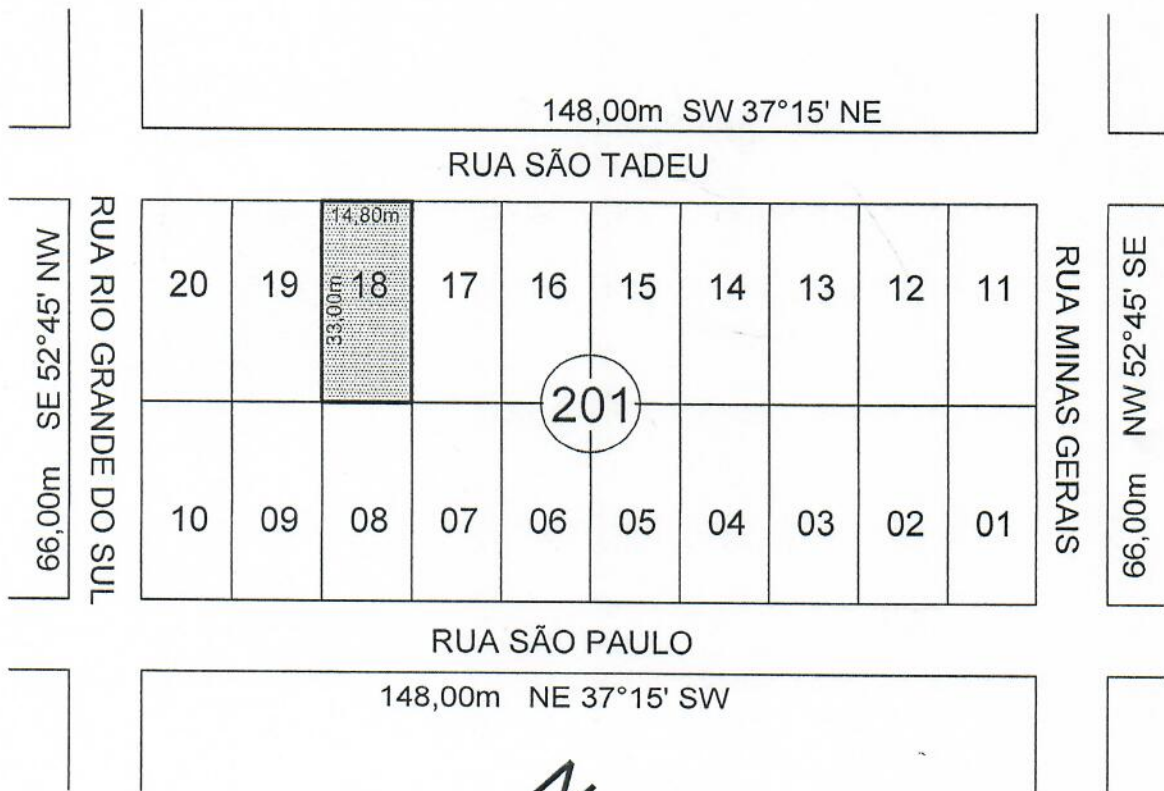 148,00m SW 37°15' NE
RUA SÃO TADEU
66,00m SE 52°45' NW
RUA RIO GRANDE DO SUL
14,80m
33,00m
20 19 18 17 16 15 14 13 12 11
201
10 09 08 07 06 05 04 03 02 01
RUA MINAS GERAIS
66,00m NW 52°45' SE
RUA SÃO PAULO
148,00m NE 37°15' SW